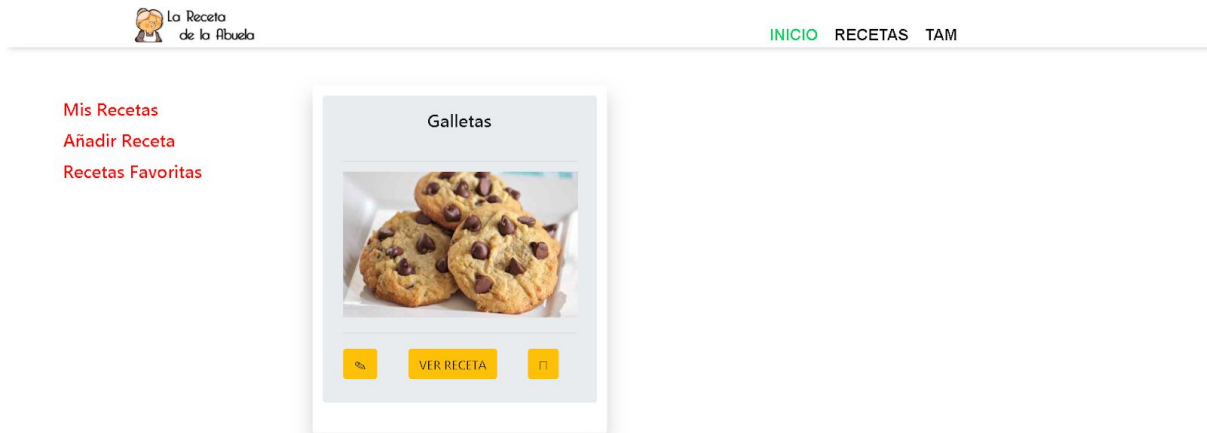 La Receta
de la Abuela
INICIO RECETAS TAM
Mis Recetas
Añadir Receta
Recetas Favoritas
Galletas
✎ VER RECETA